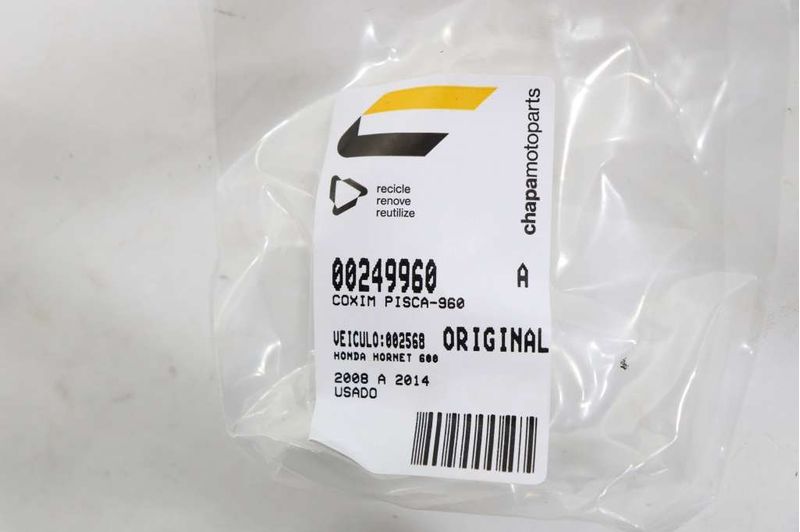 chapamotoparts
recicle
renove
reutilize
00249960 A
COXIM PISCA-960
VEICULO:002568 ORIGINAL
HONDA HORNET 600
2008 A 2014
USADO